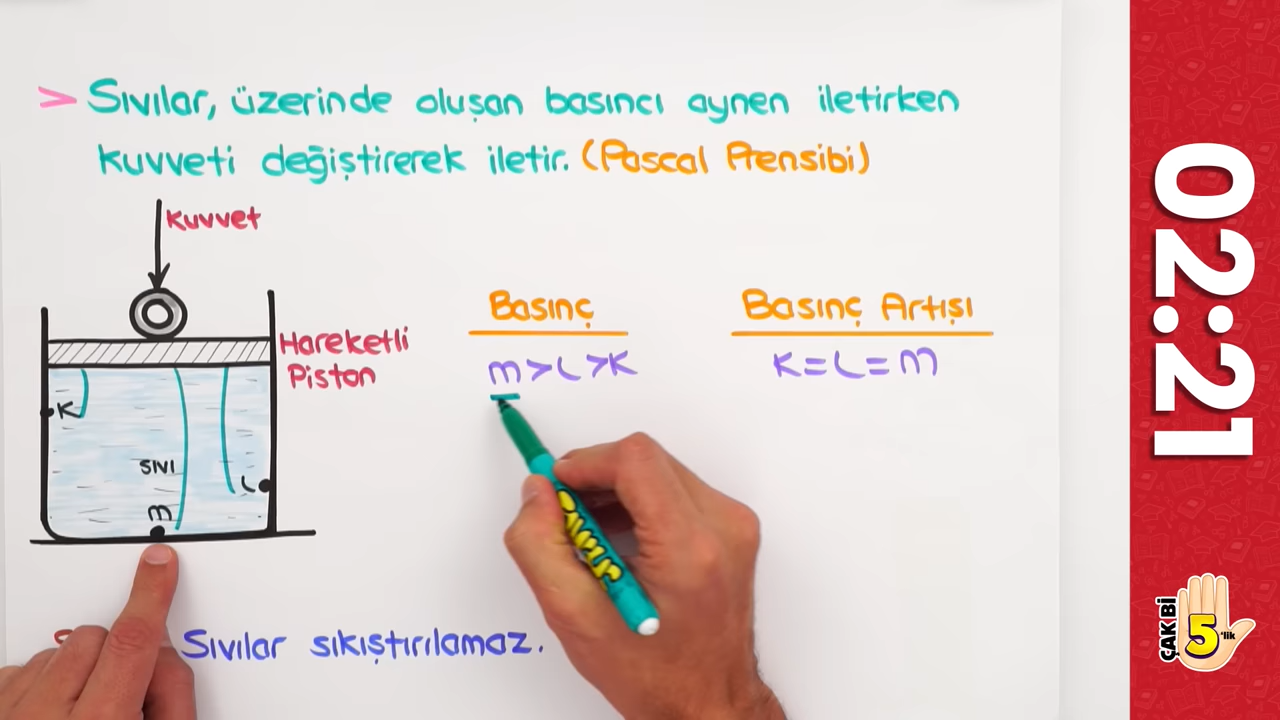 > Sıvılar, üzerinde oluşan basıncı aynen iletirken
kuvveti değiştirerek iletir. (Pascal Prensibi)
Kuvvet
Hareketli
Piston
Basınç
m>L>K
Basınç Artışı
K=L=M
K
SIVI
L
m
Sıvılar sıkıştırılamaz.
02:21
ÇAK Bİ
5'lik